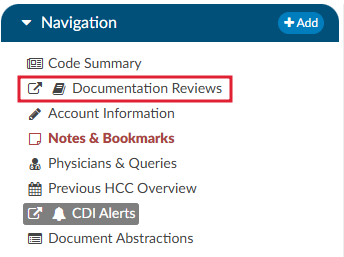 Navigation
Add
Code Summary
Documentation Reviews
Account Information
Notes & Bookmarks
Physicians & Queries
Previous HCC Overview
CDI Alerts
Document Abstractions